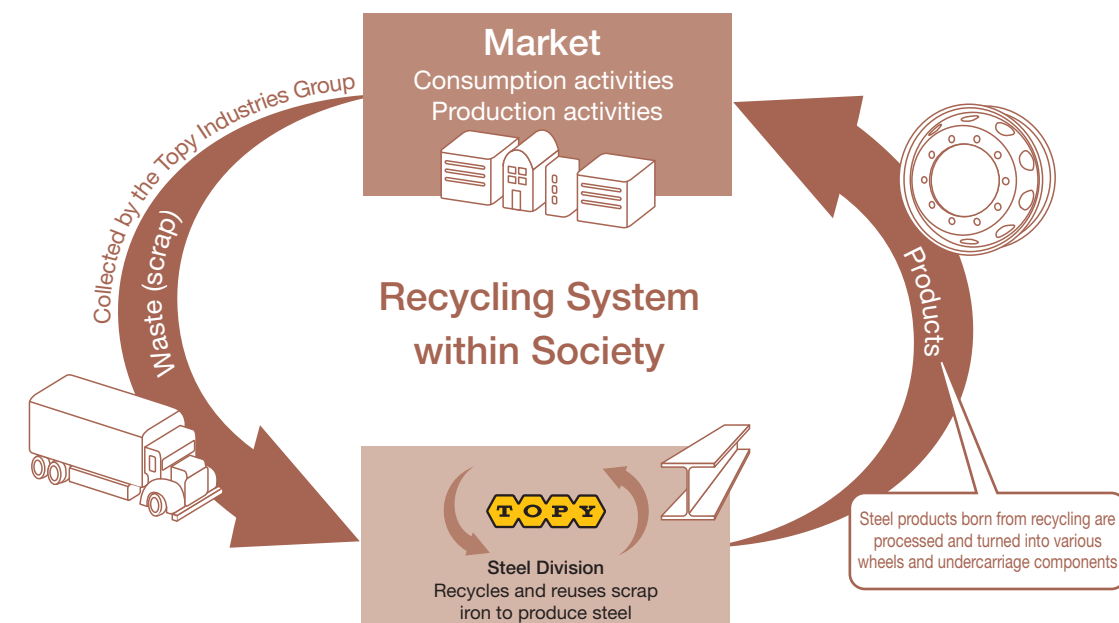 Market
Consumption activities
Production activities
Collected by the Topy Industries Group
Waste (scrap)
Products
Recycling System
within Society
TOPY
Steel Division
Recycles and reuses scrap
iron to produce steel
Steel products born from recycling are
processed and turned into various
wheels and undercarriage components